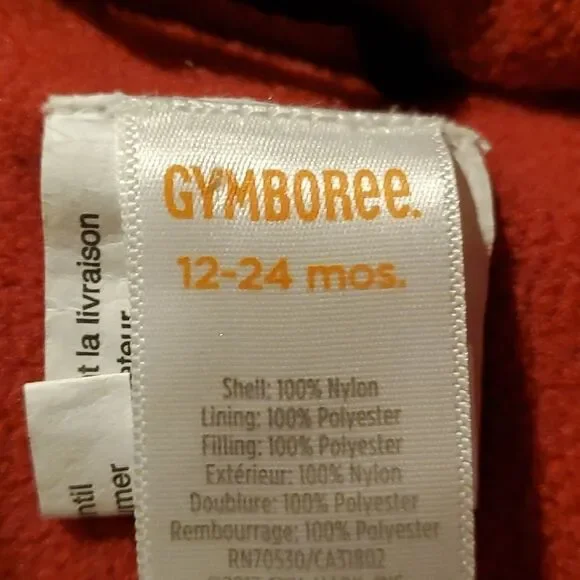 GYMBOREE.
12-24 mos.
Shell: 100% Nylon
Lining: 100% Polyester
Filling: 100% Polyester
Extérieur: 100% Nylon
Doublure: 100% Polyester
Rembourrage: 100% Polyester
RN70530/CA31802
t la livraison
ateur
ntil
mer